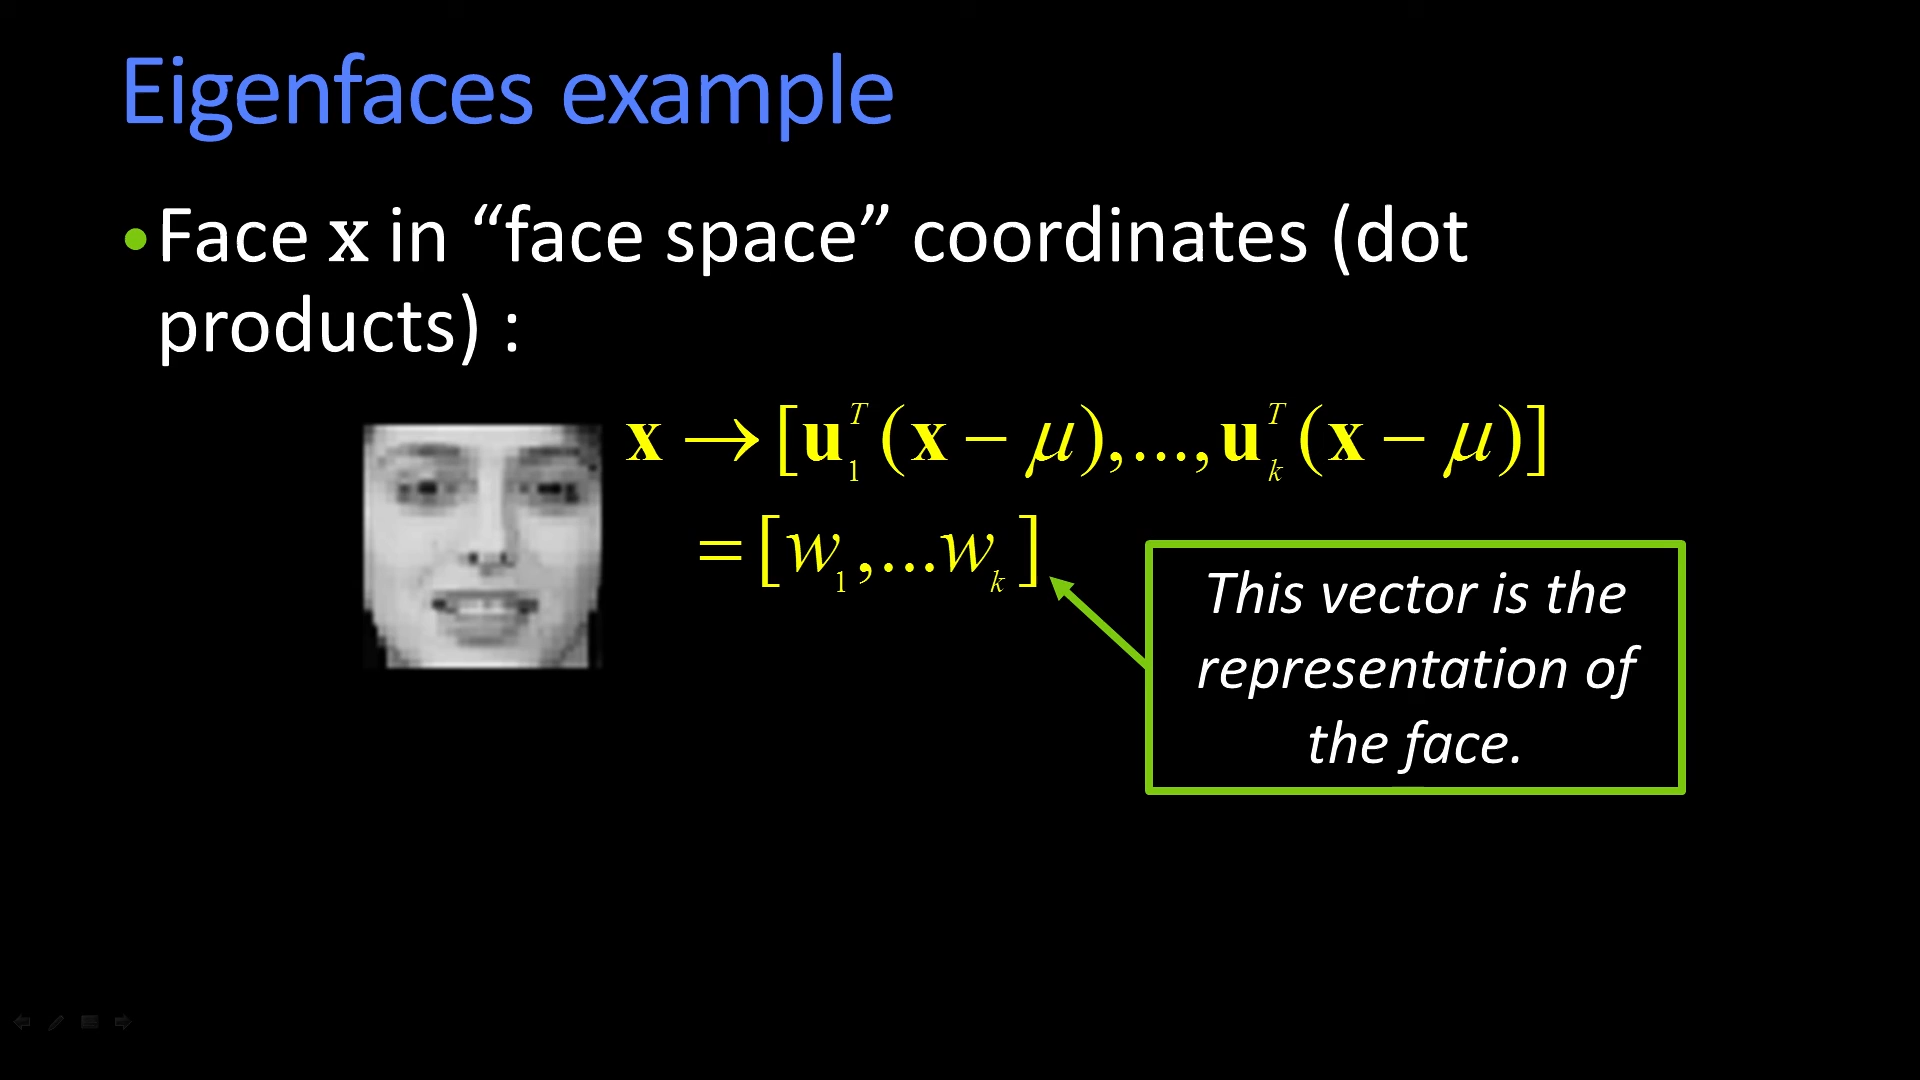 Eigenfaces example
•Face x in “face space” coordinates (dot
products) :
x → [u₁ᵀ(x − μ),...,uₖᵀ(x − μ)]
= [w₁,...wₖ]
This vector is the
representation of
the face.